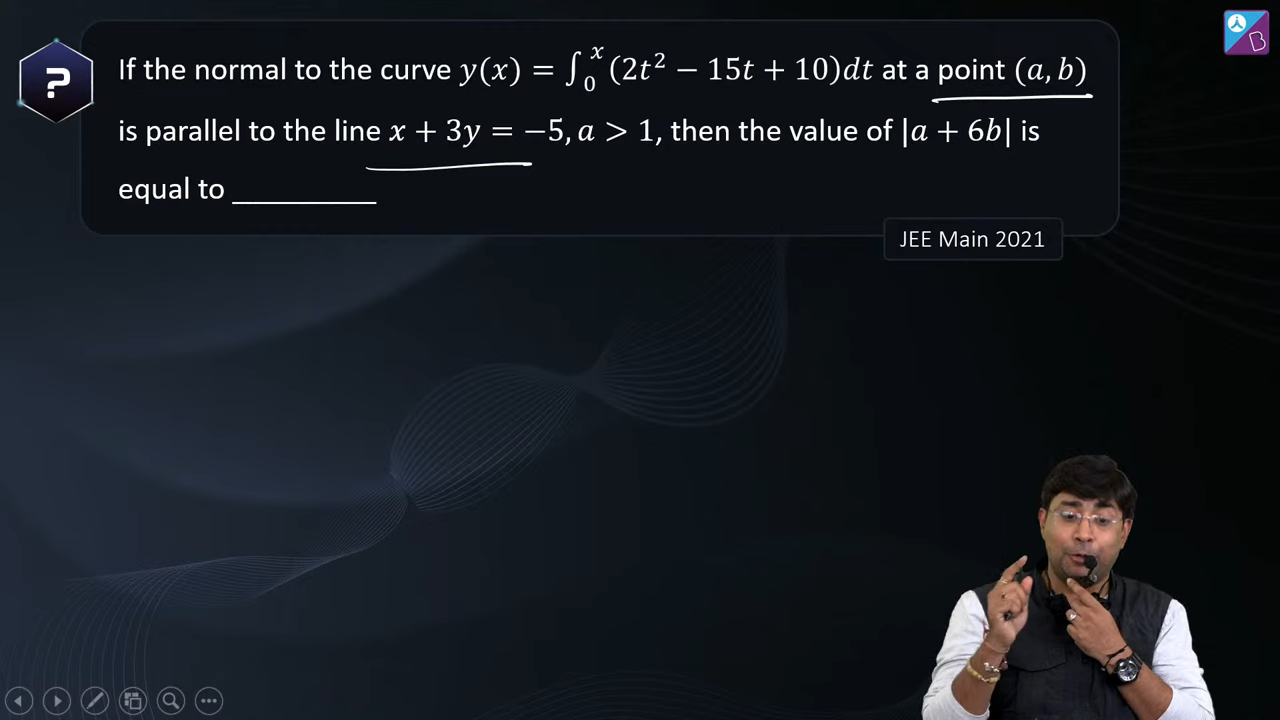 If the normal to the curve y(x) = ∫₀ˣ (2t² − 15t + 10)dt at a point (a, b)
is parallel to the line x + 3y = −5, a > 1, then the value of |a + 6b| is
equal to __________
JEE Main 2021
?
B